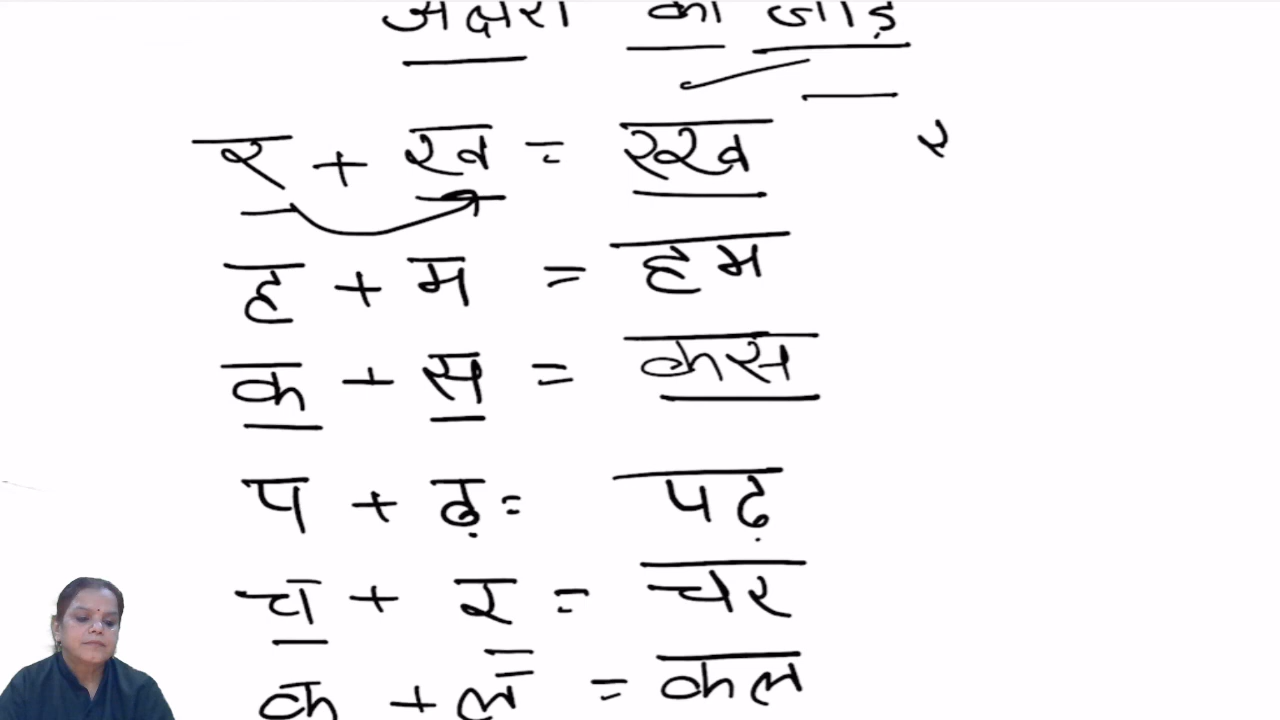 अक्षरों का जोड़
र + ख = रख
र
ह + म = हम
क + स = कस
प + ढ़ = पढ़
च + र = चर
क + ल = कल